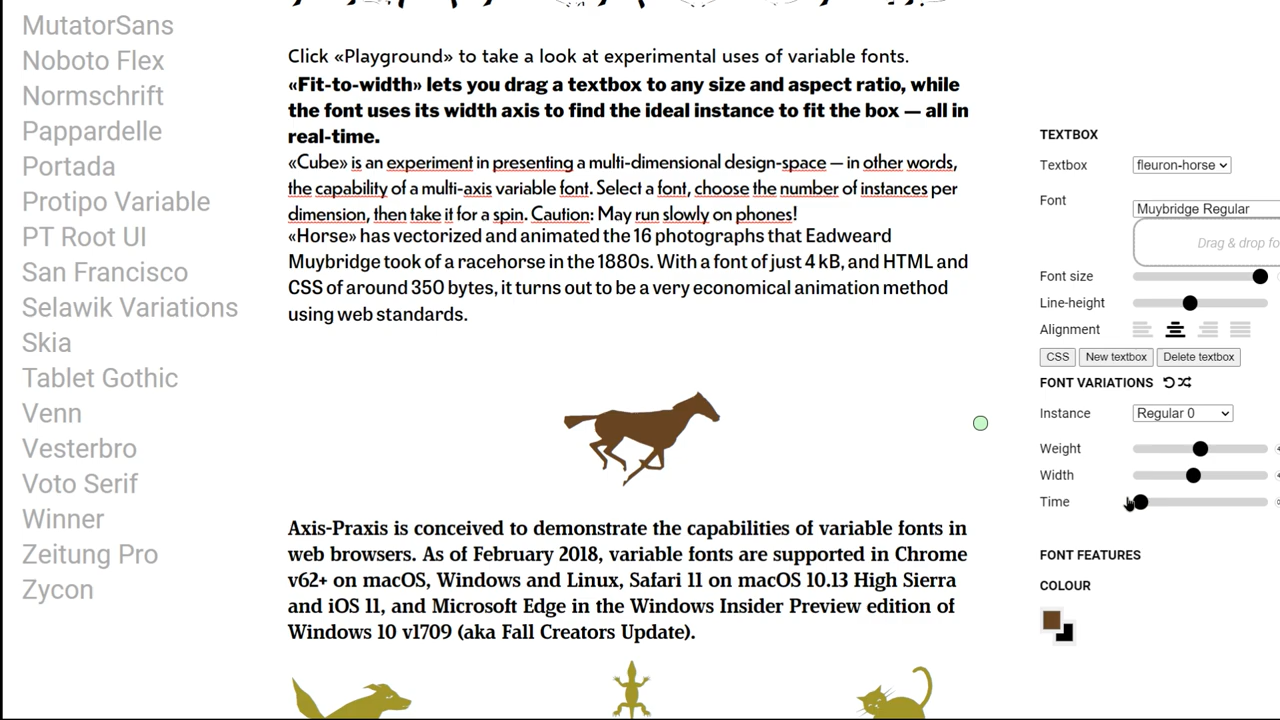 MutatorSans
Noboto Flex
Normschrift
Pappardelle
Portada
Protipo Variable
PT Root UI
San Francisco
Selawik Variations
Skia
Tablet Gothic
Venn
Vesterbro
Voto Serif
Winner
Zeitung Pro
Zycon
Click «Playground» to take a look at experimental uses of variable fonts.
«Fit-to-width» lets you drag a textbox to any size and aspect ratio, while
the font uses its width axis to find the ideal instance to fit the box — all in
real-time.
«Cube» is an experiment in presenting a multi-dimensional design-space — in other words,
the capability of a multi-axis variable font. Select a font, choose the number of instances per
dimension, then take it for a spin. Caution: May run slowly on phones!
«Horse» has vectorized and animated the 16 photographs that Eadweard
Muybridge took of a racehorse in the 1880s. With a font of just 4 kB, and HTML and
CSS of around 350 bytes, it turns out to be a very economical animation method
using web standards.
Axis-Praxis is conceived to demonstrate the capabilities of variable fonts in
web browsers. As of February 2018, variable fonts are supported in Chrome
v62+ on macOS, Windows and Linux, Safari 11 on macOS 10.13 High Sierra
and iOS 11, and Microsoft Edge in the Windows Insider Preview edition of
Windows 10 v1709 (aka Fall Creators Update).
TEXTBOX
Textbox fleuron-horse
Font Muybridge Regular
Drag & drop fo
Font size
Line-height
Alignment
CSS New textbox Delete textbox
FONT VARIATIONS
Instance Regular 0
Weight
Width
Time
FONT FEATURES
COLOUR